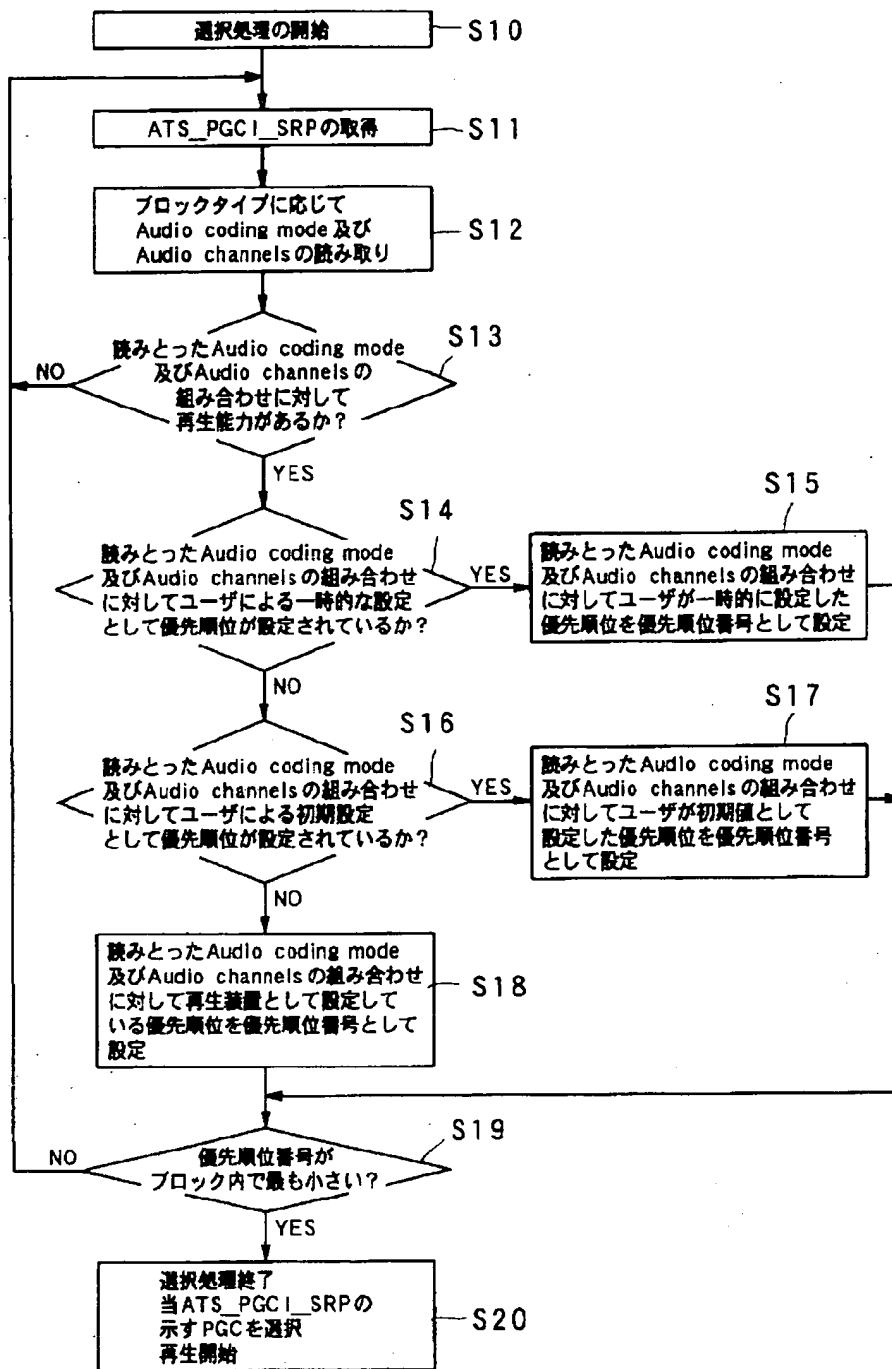 選択処理の開始
S10
ATS_PGCI_SRPの取得
S11
ブロックタイプに応じて
Audio coding mode及び
Audio channelsの読み取り
S12
読みとったAudio coding mode
及びAudio channelsの
組み合わせに対して
再生能力があるか？
S13
NO
YES
読みとったAudio coding mode
及びAudio channelsの組み合わせ
に対してユーザによる一時的な設定
として優先順位が設定されているか？
S14
YES
NO
読みとったAudio coding mode
及びAudio channelsの組み合わせ
に対してユーザが一時的に設定した
優先順位を優先順位番号として設定
S15
読みとったAudio coding mode
及びAudio channelsの組み合わせ
に対してユーザによる初期設定
として優先順位が設定されているか？
S16
YES
NO
読みとったAudio coding mode
及びAudio channelsの組み合わせ
に対してユーザが初期値として
設定した優先順位を優先順位番号
として設定
S17
読みとったAudio coding mode
及びAudio channelsの組み合わせ
に対して再生装置として設定して
いる優先順位を優先順位番号として
設定
S18
優先順位番号が
ブロック内で最も小さい？
S19
NO
YES
選択処理終了
当ATS_PGCI_SRPの
示すPGCを選択
再生開始
S20